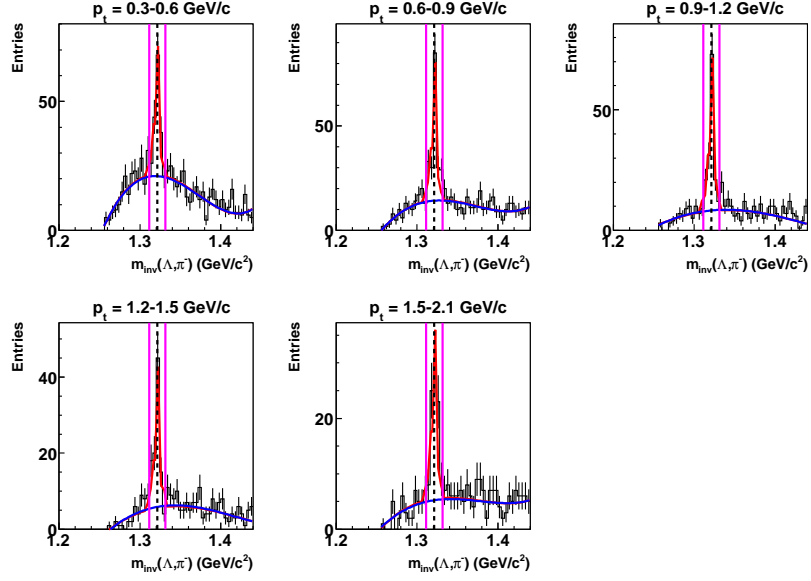 p_t = 0.3-0.6 GeV/c
Entries
50
0
1.2 1.3 1.4
m_inv(Λ,π⁻) (GeV/c²)
p_t = 0.6-0.9 GeV/c
Entries
50
0
1.2 1.3 1.4
m_inv(Λ,π⁻) (GeV/c²)
p_t = 0.9-1.2 GeV/c
Entries
50
0
1.2 1.3 1.4
m_inv(Λ,π⁻) (GeV/c²)
p_t = 1.2-1.5 GeV/c
Entries
40
20
0
1.2 1.3 1.4
m_inv(Λ,π⁻) (GeV/c²)
p_t = 1.5-2.1 GeV/c
Entries
20
0
1.2 1.3 1.4
m_inv(Λ,π⁻) (GeV/c²)